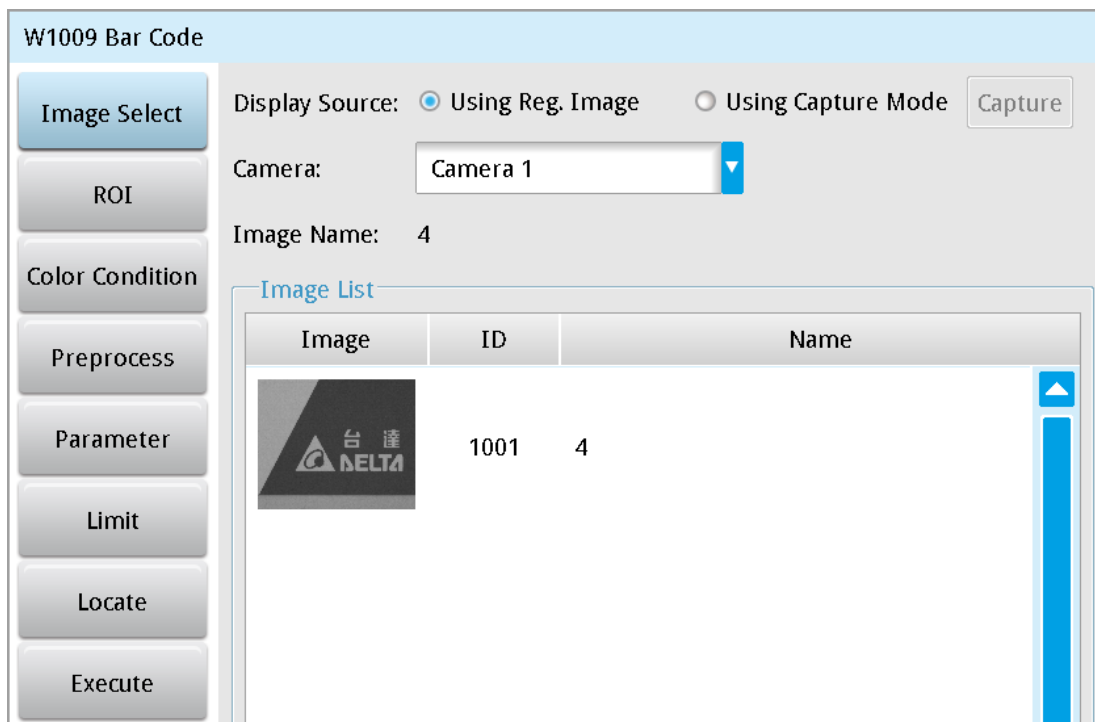 W1009 Bar Code
Image Select
ROI
Color Condition
Preprocess
Parameter
Limit
Locate
Execute
Display Source: Using Reg. Image Using Capture Mode Capture
Camera: Camera 1
Image Name: 4
Image List
Image ID Name
台達
DELTA
1001 4